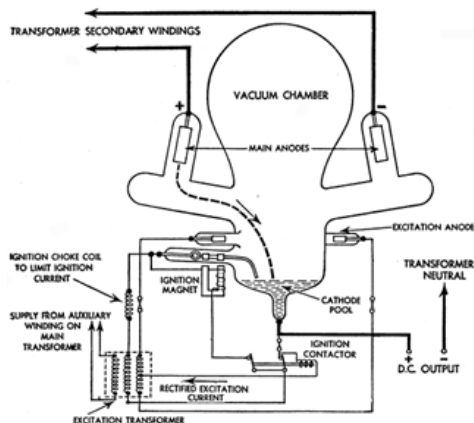 TRANSFORMER SECONDARY WINDINGS
+
-
VACUUM CHAMBER
MAIN ANODES
EXCITATION ANODE
IGNITION CHOKE COIL
TO LIMIT IGNITION
CURRENT
IGNITION
MAGNET
CATHODE
POOL
TRANSFORMER
NEUTRAL
SUPPLY FROM AUXILIARY
WINDING ON
MAIN
TRANSFORMER
IGNITION
CONTACTOR
+ -
D.C. OUTPUT
RECTIFIED EXCITATION
CURRENT
EXCITATION TRANSFORMER